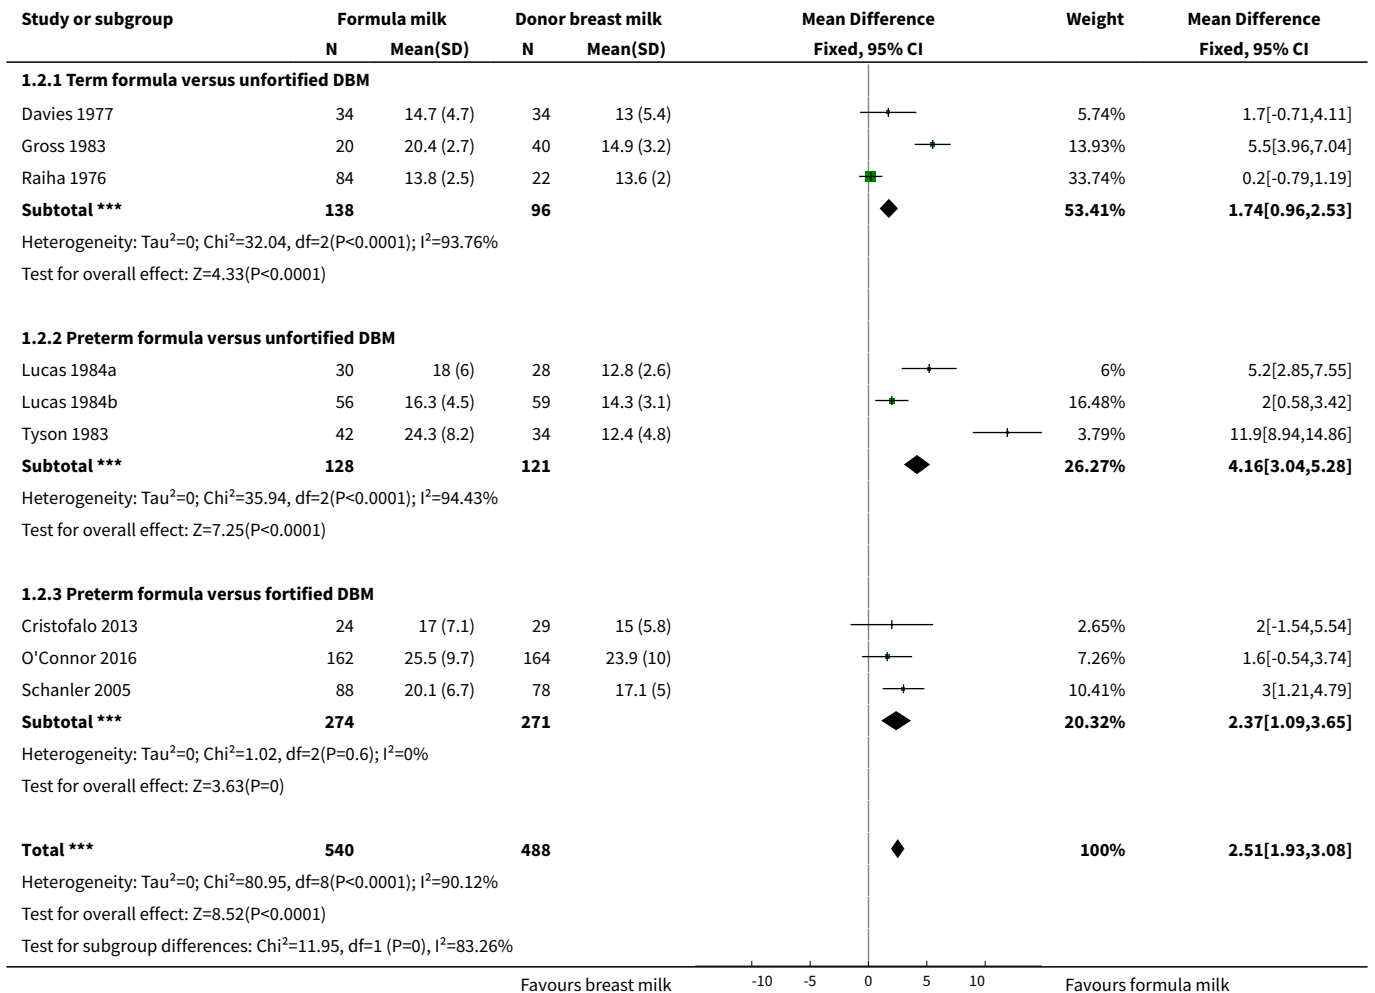 Study or subgroup Formula milk Donor breast milk Mean Difference Weight Mean Difference
N Mean(SD) N Mean(SD) Fixed, 95% CI Fixed, 95% CI
1.2.1 Term formula versus unfortified DBM
Davies 1977 34 14.7 (4.7) 34 13 (5.4) 5.74% 1.7[-0.71,4.11]
Gross 1983 20 20.4 (2.7) 40 14.9 (3.2) 13.93% 5.5[3.96,7.04]
Raiha 1976 84 13.8 (2.5) 22 13.6 (2) 33.74% 0.2[-0.79,1.19]
Subtotal *** 138 96 53.41% 1.74[0.96,2.53]
Heterogeneity: Tau²=0; Chi²=32.04, df=2(P<0.0001); I²=93.76%
Test for overall effect: Z=4.33(P<0.0001)
1.2.2 Preterm formula versus unfortified DBM
Lucas 1984a 30 18 (6) 28 12.8 (2.6) 6% 5.2[2.85,7.55]
Lucas 1984b 56 16.3 (4.5) 59 14.3 (3.1) 16.48% 2[0.58,3.42]
Tyson 1983 42 24.3 (8.2) 34 12.4 (4.8) 3.79% 11.9[8.94,14.86]
Subtotal *** 128 121 26.27% 4.16[3.04,5.28]
Heterogeneity: Tau²=0; Chi²=35.94, df=2(P<0.0001); I²=94.43%
Test for overall effect: Z=7.25(P<0.0001)
1.2.3 Preterm formula versus fortified DBM
Cristofalo 2013 24 17 (7.1) 29 15 (5.8) 2.65% 2[-1.54,5.54]
O'Connor 2016 162 25.5 (9.7) 164 23.9 (10) 7.26% 1.6[-0.54,3.74]
Schanler 2005 88 20.1 (6.7) 78 17.1 (5) 10.41% 3[1.21,4.79]
Subtotal *** 274 271 20.32% 2.37[1.09,3.65]
Heterogeneity: Tau²=0; Chi²=1.02, df=2(P=0.6); I²=0%
Test for overall effect: Z=3.63(P=0)
Total *** 540 488 100% 2.51[1.93,3.08]
Heterogeneity: Tau²=0; Chi²=80.95, df=8(P<0.0001); I²=90.12%
Test for overall effect: Z=8.52(P<0.0001)
Test for subgroup differences: Chi²=11.95, df=1 (P=0), I²=83.26%
Favours breast milk -10 -5 0 5 10 Favours formula milk